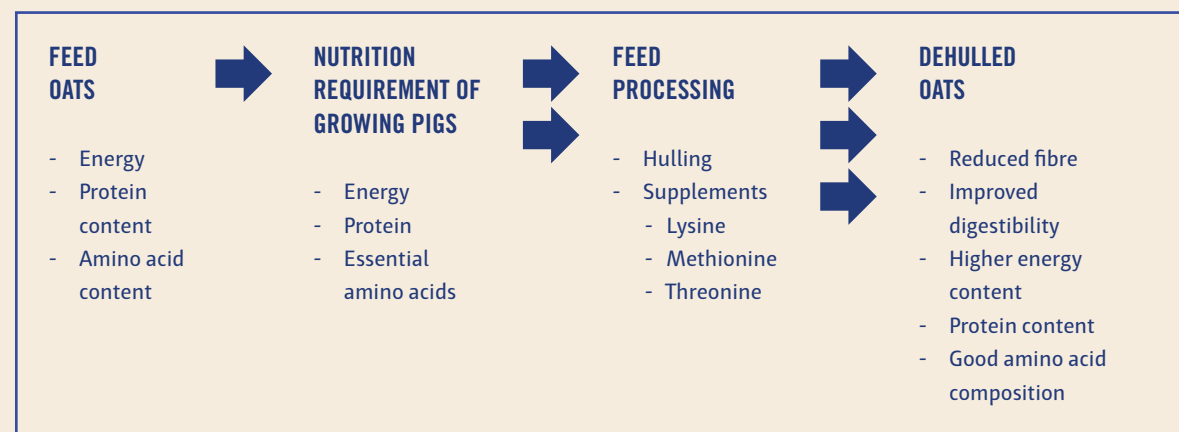 FEED
OATS
- Energy
- Protein
content
- Amino acid
content
NUTRITION
REQUIREMENT OF
GROWING PIGS
- Energy
- Protein
- Essential
amino acids
FEED
PROCESSING
- Hulling
- Supplements
- Lysine
- Methionine
- Threonine
DEHULLED
OATS
- Reduced fibre
- Improved
digestibility
- Higher energy
content
- Protein content
- Good amino acid
composition